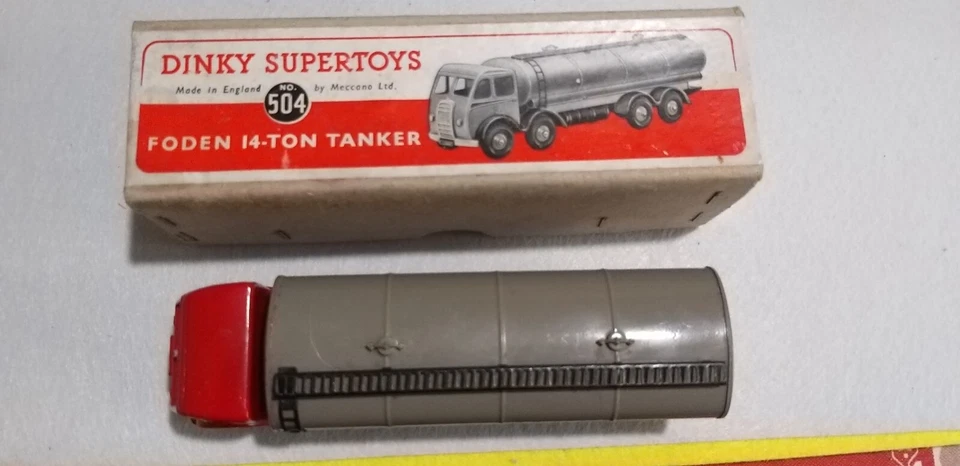 DINKY SUPERTOYS
Made in England NO. by Meccano Ltd.
504
FODEN 14-TON TANKER